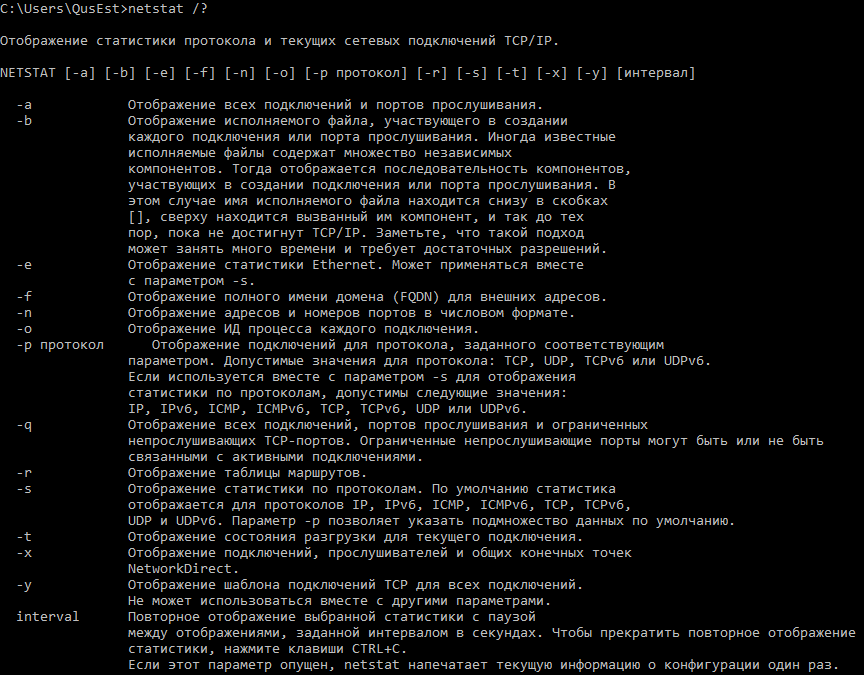 C:\Users\QusEst>netstat /?
Отображение статистики протокола и текущих сетевых подключений TCP/IP.
NETSTAT [-a] [-b] [-e] [-f] [-n] [-o] [-p протокол] [-r] [-s] [-t] [-x] [-y] [интервал]
-a Отображение всех подключений и портов прослушивания.
-b Отображение исполняемого файла, участвующего в создании
каждого подключения или порта прослушивания. Иногда известные
исполняемые файлы содержат множество независимых
компонентов. Тогда отображается последовательность компонентов,
участвующих в создании подключения или порта прослушивания. В
этом случае имя исполняемого файла находится снизу в скобках
[], сверху находится вызванный им компонент, и так до тех
пор, пока не достигнут TCP/IP. Заметьте, что такой подход
может занять много времени и требует достаточных разрешений.
-e Отображение статистики Ethernet. Может применяться вместе
с параметром -s.
-f Отображение полного имени домена (FQDN) для внешних адресов.
-n Отображение адресов и номеров портов в числовом формате.
-o Отображение ИД процесса каждого подключения.
-p протокол Отображение подключений для протокола, заданного соответствующим
параметром. Допустимые значения для протокола: TCP, UDP, TCPv6 или UDPv6.
Если используется вместе с параметром -s для отображения
статистики по протоколам, допустимы следующие значения:
IP, IPv6, ICMP, ICMPv6, TCP, TCPv6, UDP или UDPv6.
-q Отображение всех подключений, портов прослушивания и ограниченных
непрослушивающих TCP-портов. Ограниченные непрослушивающие порты могут быть или не быть
связанными с активными подключениями.
-r Отображение таблицы маршрутов.
-s Отображение статистики по протоколам. По умолчанию статистика
отображается для протоколов IP, IPv6, ICMP, ICMPv6, TCP, TCPv6,
UDP и UDPv6. Параметр -p позволяет указать подмножество данных по умолчанию.
-t Отображение состояния разгрузки для текущего подключения.
-x Отображение подключений, прослушивателей и общих конечных точек
NetworkDirect.
-y Отображение шаблона подключений TCP для всех подключений.
Не может использоваться вместе с другими параметрами.
interval Повторное отображение выбранной статистики с паузой
между отображениями, заданной интервалом в секундах. Чтобы прекратить повторное отображение
статистики, нажмите клавиши CTRL+C.
Если этот параметр опущен, netstat напечатает текущую информацию о конфигурации один раз.